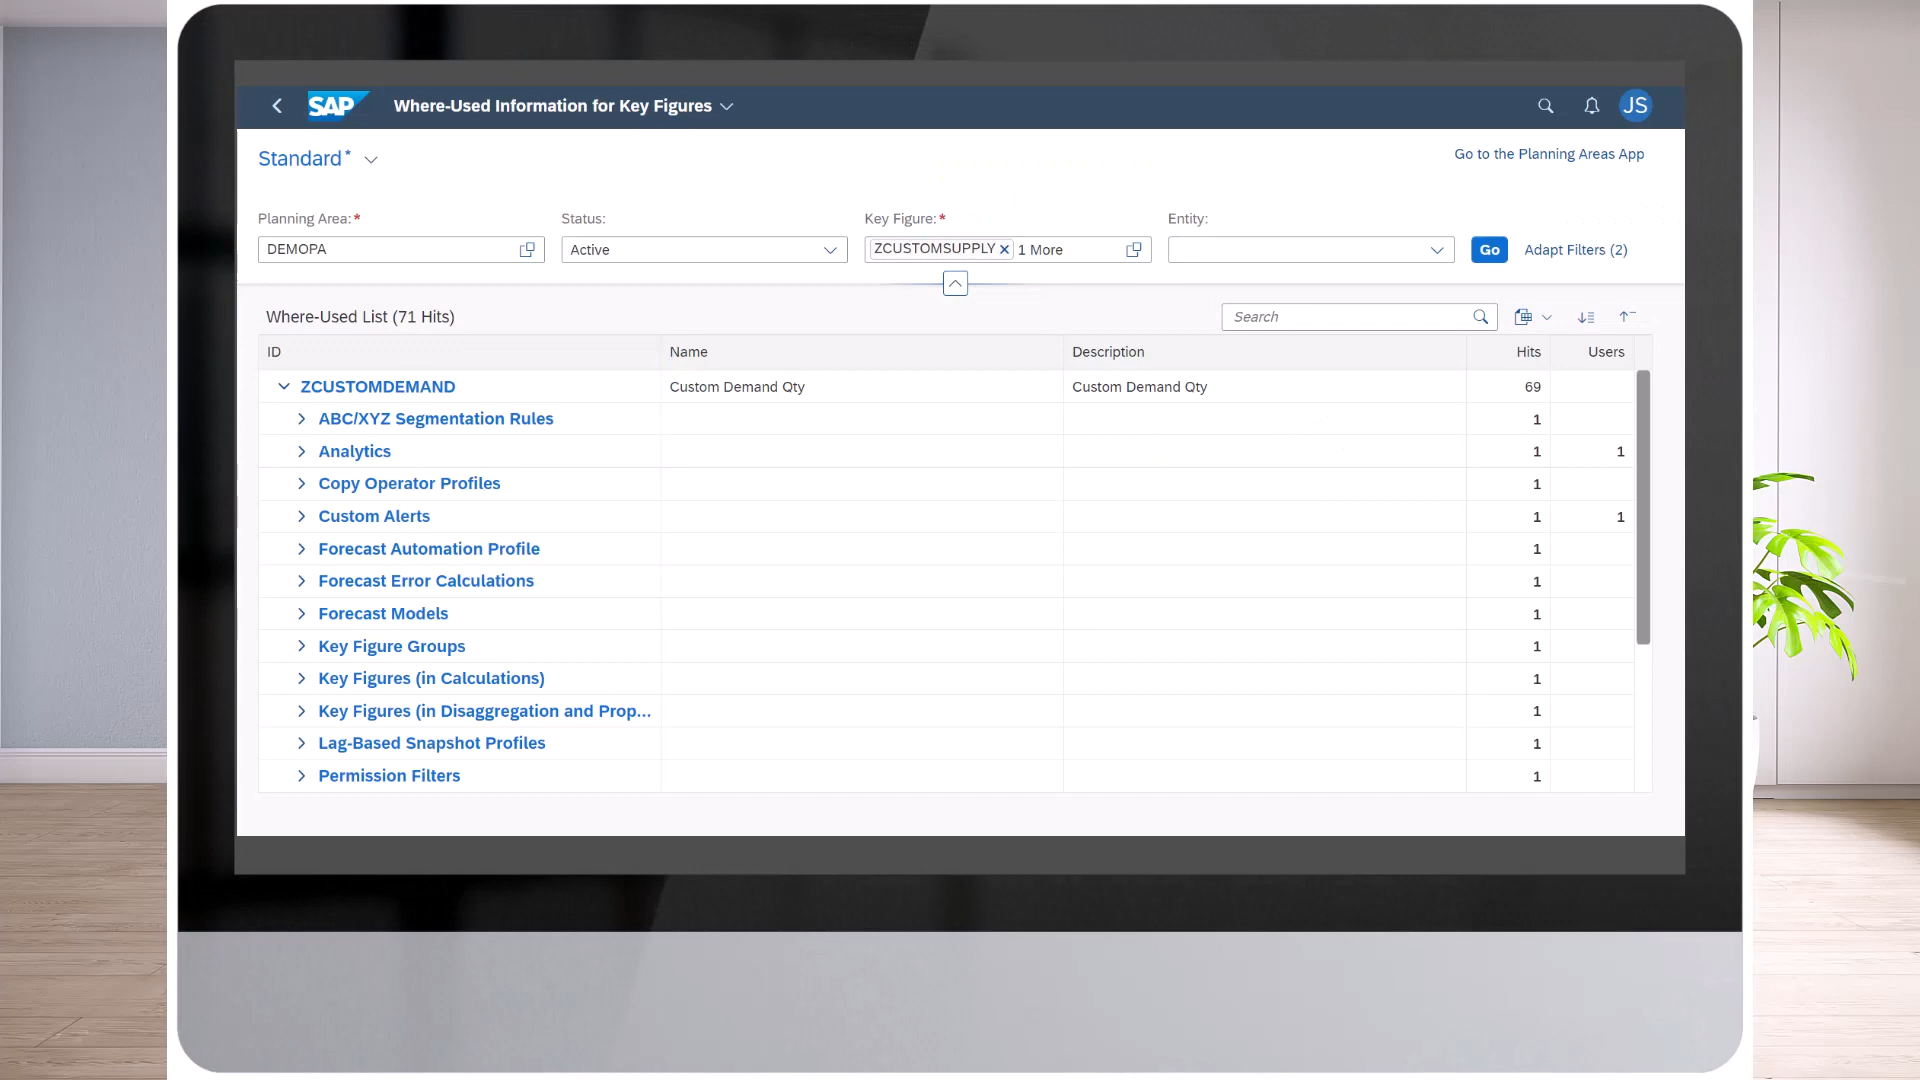 SAP Where-Used Information for Key Figures JS
Standard* Go to the Planning Areas App
Planning Area:* Status: Key Figure:* Entity:
DEMOPA Active ZCUSTOMSUPPLY 1 More Go Adapt Filters (2)
Where-Used List (71 Hits) Search
ID Name Description Hits Users
ZCUSTOMDEMAND Custom Demand Qty Custom Demand Qty 69
ABC/XYZ Segmentation Rules 1
Analytics 1 1
Copy Operator Profiles 1
Custom Alerts 1 1
Forecast Automation Profile 1
Forecast Error Calculations 1
Forecast Models 1
Key Figure Groups 1
Key Figures (in Calculations) 1
Key Figures (in Disaggregation and Prop... 1
Lag-Based Snapshot Profiles 1
Permission Filters 1